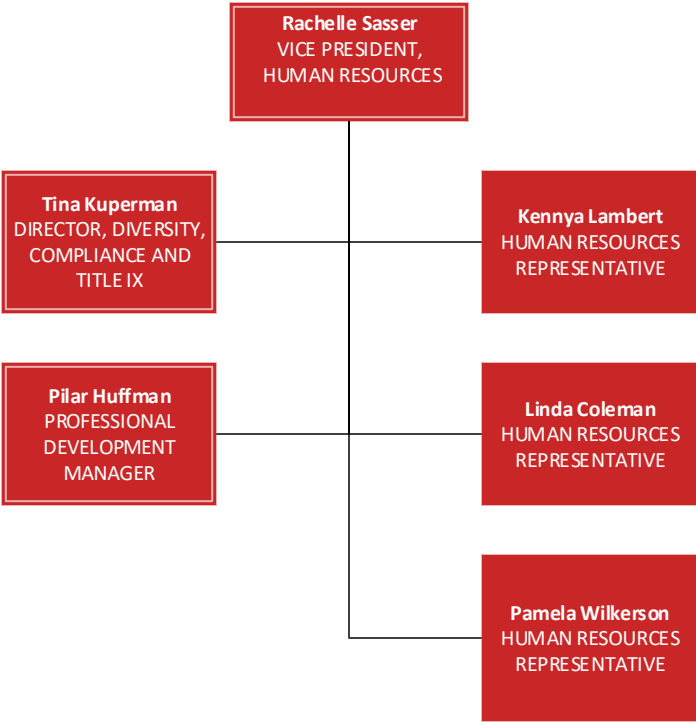 Rachelle Sasser
VICE PRESIDENT,
HUMAN RESOURCES
Tina Kuperman
DIRECTOR, DIVERSITY,
COMPLIANCE AND
TITLE IX
Kennya Lambert
HUMAN RESOURCES
REPRESENTATIVE
Pilar Huffman
PROFESSIONAL
DEVELOPMENT
MANAGER
Linda Coleman
HUMAN RESOURCES
REPRESENTATIVE
Pamela Wilkerson
HUMAN RESOURCES
REPRESENTATIVE